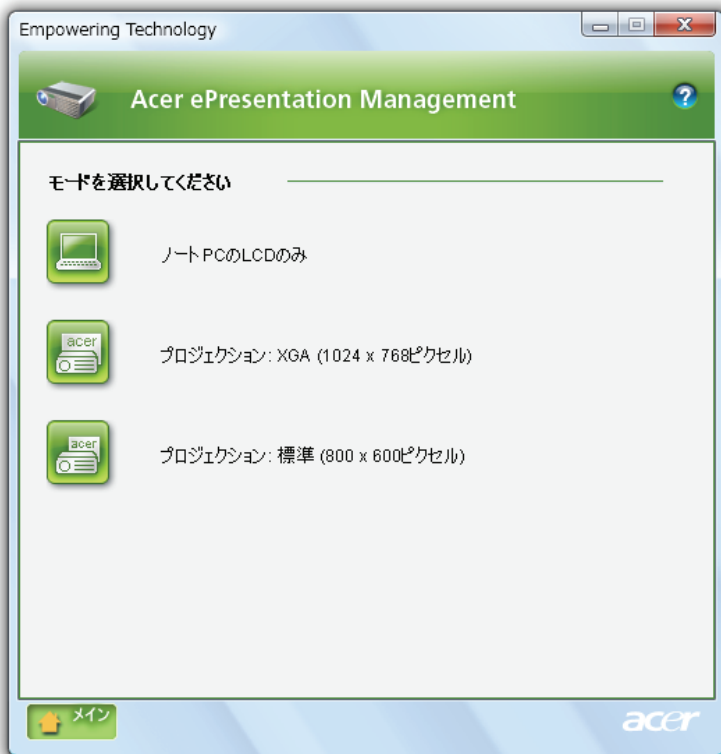 Empowering Technology
Acer ePresentation Management
?
モードを選択してください
ノートPCのLCDのみ
acer
プロジェクション: XGA (1024 x 768ピクセル)
acer
プロジェクション: 標準 (800 x 600ピクセル)
メイン
acer